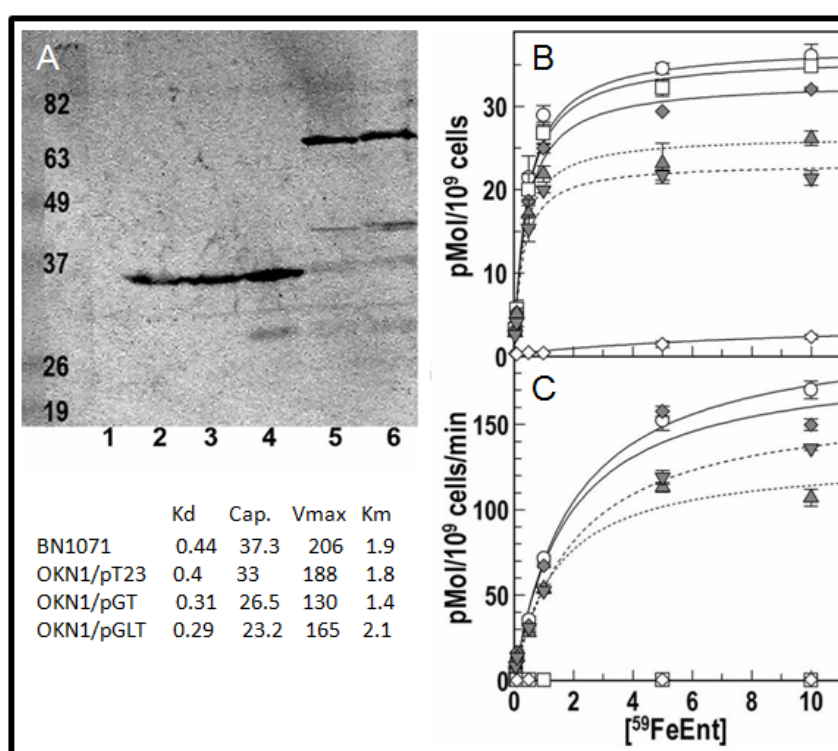 A
82
63
49
37
26
19
1 2 3 4 5 6
Kd Cap. Vmax Km
BN1071 0.44 37.3 206 1.9
OKN1/pT23 0.4 33 188 1.8
OKN1/pGT 0.31 26.5 130 1.4
OKN1/pGLT 0.29 23.2 165 2.1
B
pMol/10⁹ cells
30
20
10
0
C
pMol/10⁹ cells/min
150
100
50
0
0 2 4 6 8 10
[⁵⁹FeEnt]